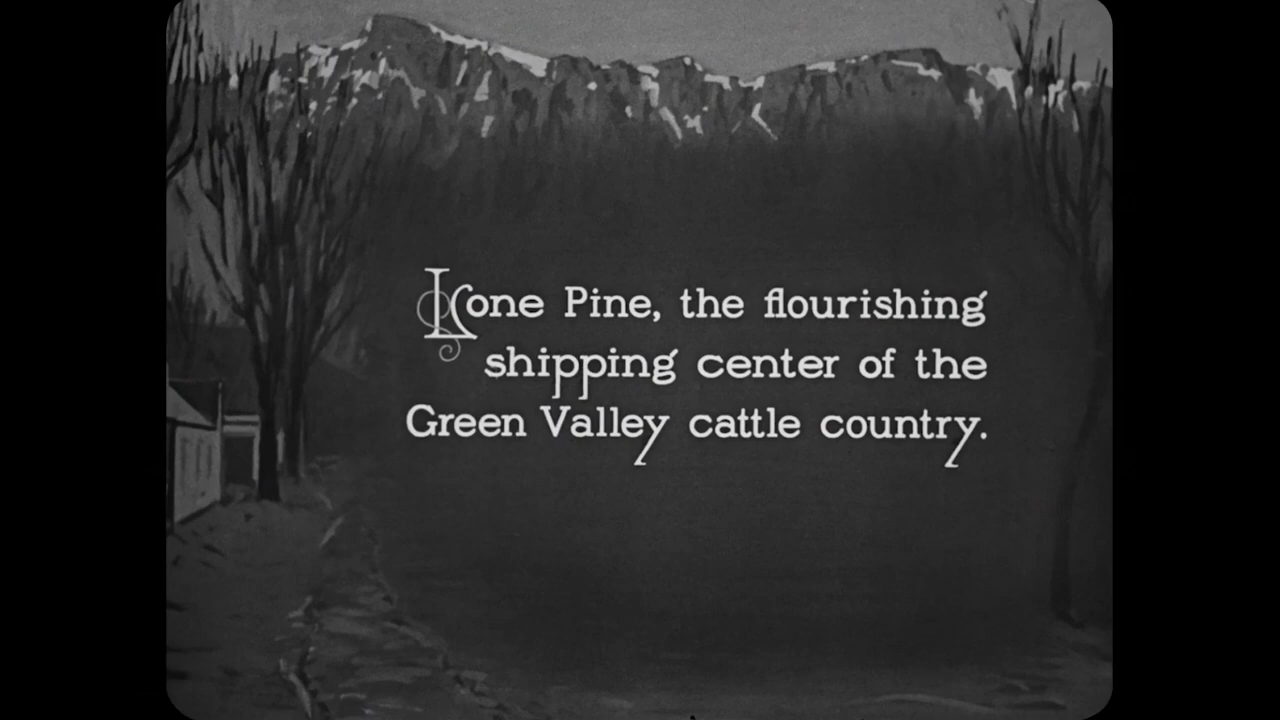 Lone Pine, the flourishing
shipping center of the
Green Valley cattle country.